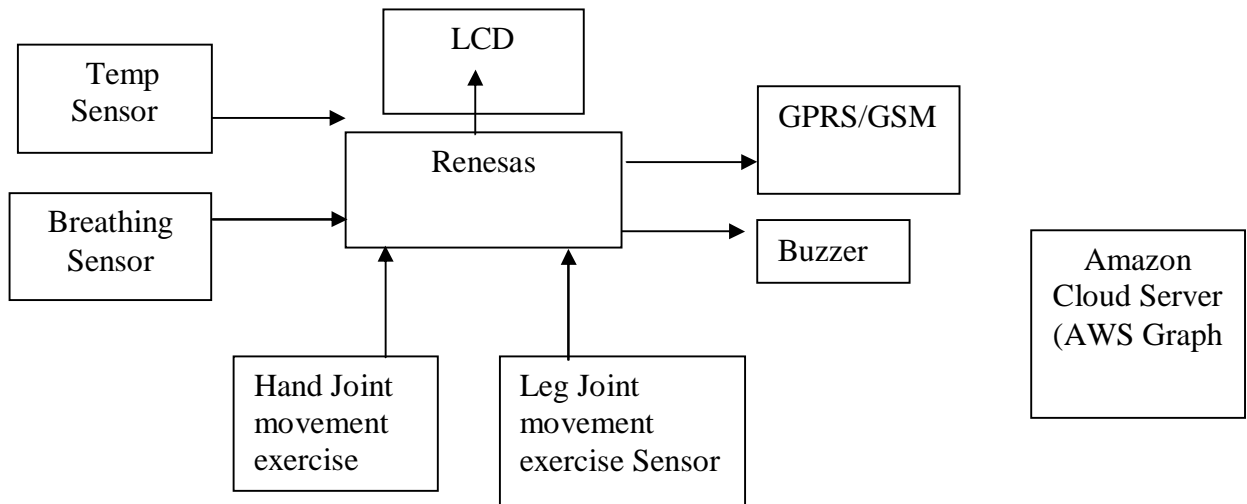 LCD
Temp
Sensor
GPRS/GSM
Renesas
Breathing
Sensor
Buzzer
Amazon
Cloud Server
(AWS Graph
Hand Joint
movement
exercise
Leg Joint
movement
exercise Sensor